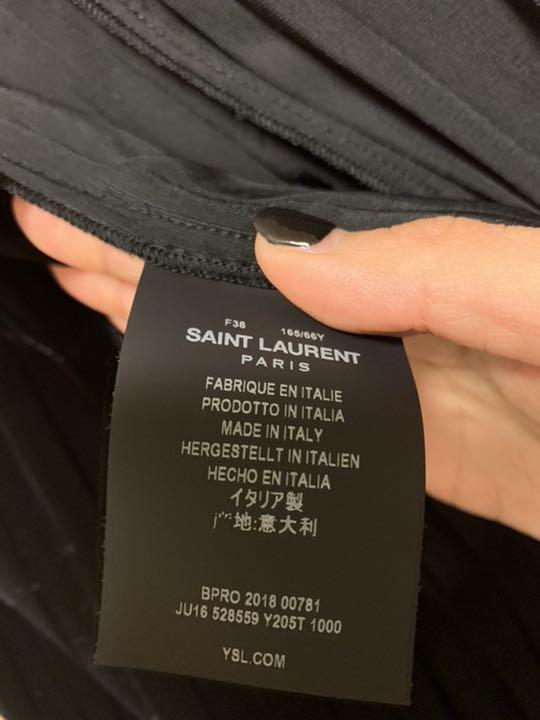 F38 165/66Y
SAINT LAURENT
PARIS
FABRIQUE EN ITALIE
PRODOTTO IN ITALIA
MADE IN ITALY
HERGESTELLT IN ITALIEN
HECHO EN ITALIA
イタリア製
地:意大利
BPRO 2018 00781
JU16 528559 Y205T 1000
YSL.COM